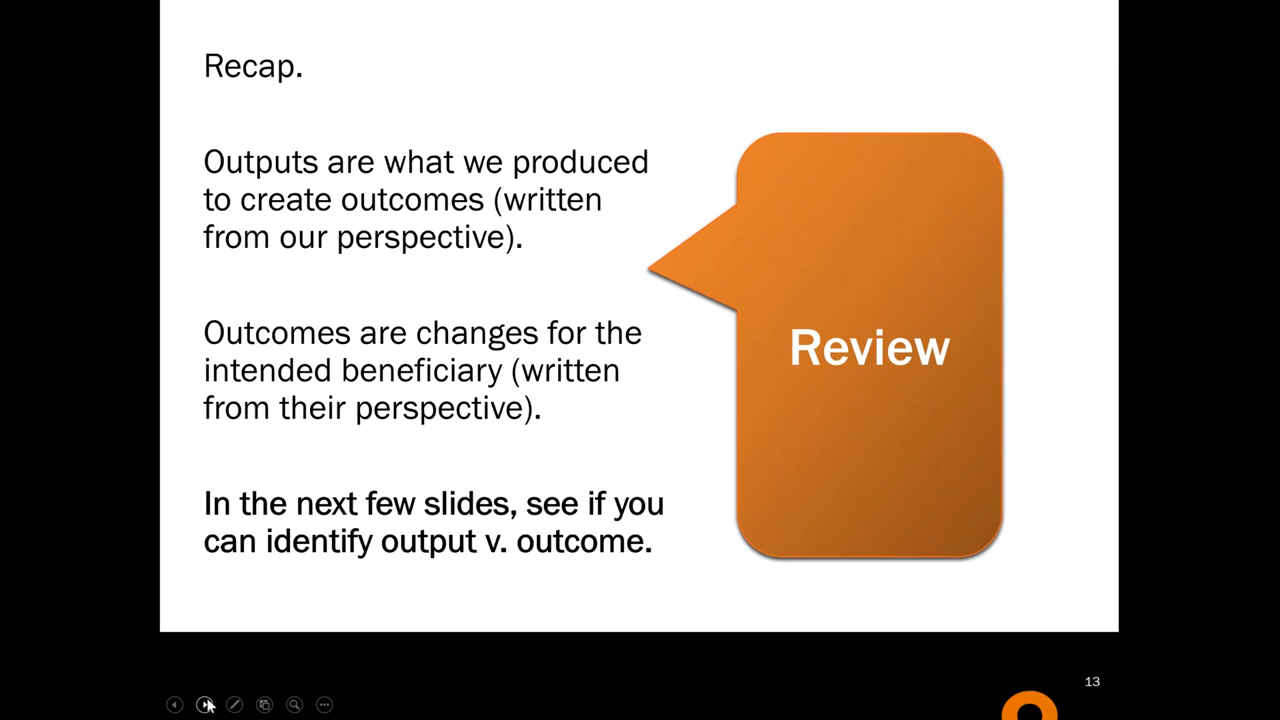 Recap.
Outputs are what we produced
to create outcomes (written
from our perspective).
Outcomes are changes for the
intended beneficiary (written
from their perspective).
In the next few slides, see if you
can identify output v. outcome.
Review
13